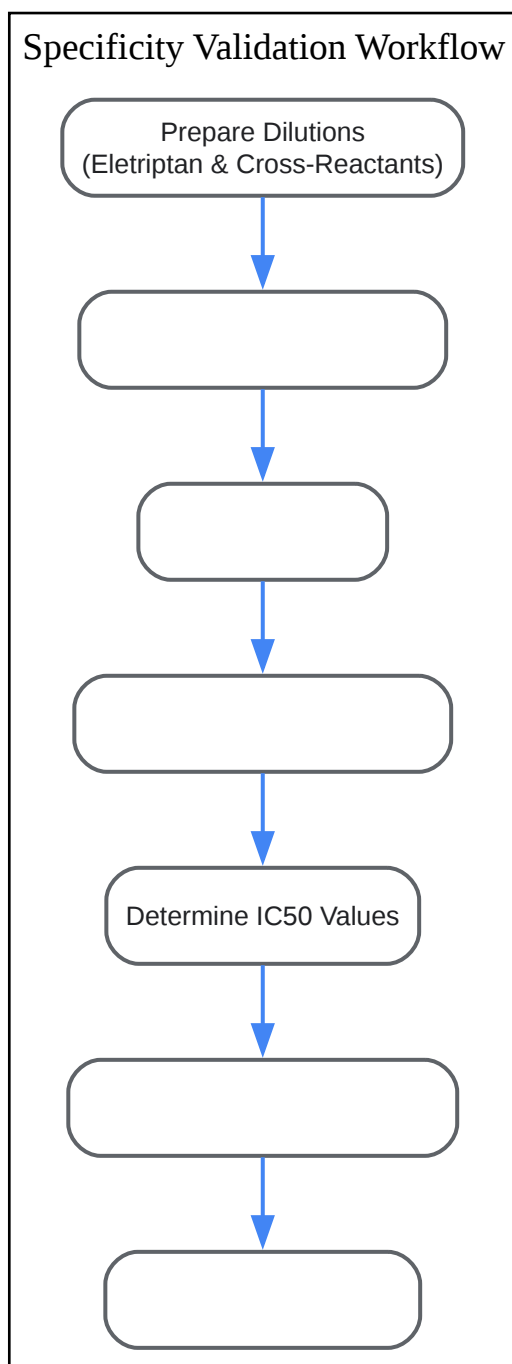 Specificity Validation Workflow
Prepare Dilutions
(Eletriptan & Cross-Reactants)
Determine IC50 Values